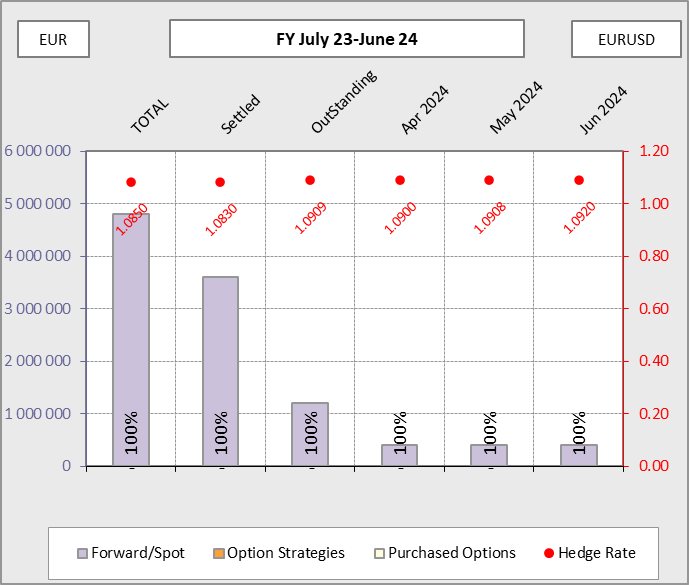 EUR
FY July 23-June 24
EURUSD
TOTAL
Settled
OutStanding
Apr 2024
May 2024
Jun 2024
6 000 000
5 000 000
4 000 000
3 000 000
2 000 000
1 000 000
0
1.20
1.00
0.80
0.60
0.40
0.20
0.00
1.0850
1.0830
1.0909
1.0900
1.0908
1.0920
100%
100%
100%
100%
100%
100%
Forward/Spot
Option Strategies
Purchased Options
Hedge Rate